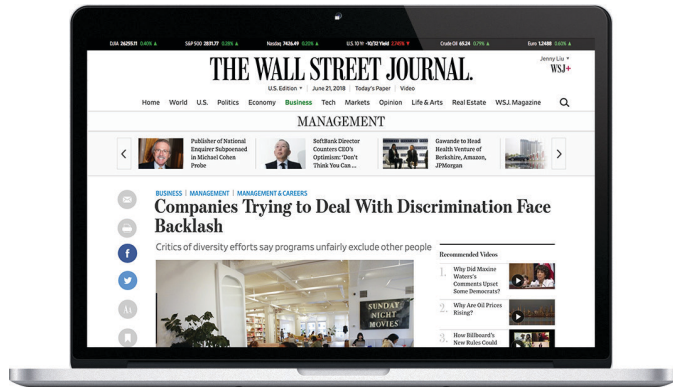 DJIA 26255.11 0.40% ▲ S&P 500 2831.77 0.28% ▲ Nasdaq 7426.49 0.20% ▲ U.S. 10 Yr -10/32 Yield Crude Oil 65.24 0.79% ▲ Euro 1.2488 0.60% ▲
THE WALL STREET JOURNAL.
Jenny Liu
WSJ+
U.S. Edition June 21, 2018 Today's Paper Video
Home World U.S. Politics Economy Business Tech Markets Opinion Life & Arts Real Estate WSJ. Magazine
MANAGEMENT
Publisher of National
Enquirer Subpoenaed
in Michael Cohen
Probe
SoftBank Director
Counters CEO's
Optimism: 'Don't
Think You Can ...
Gawande to Head
Health Venture of
Berkshire, Amazon,
JPMorgan
BUSINESS | MANAGEMENT | MANAGEMENT & CAREERS
Companies Trying to Deal With Discrimination Face
Backlash
Critics of diversity efforts say programs unfairly exclude other people
SUNDAY
NIGHT
MOVIES
Recommended Videos
1. Why Did Maxine
Waters's
Comments Upset
Some Democrats?
2. Why Are Oil Prices
Rising?
3. How Billboard's
New Rules Could